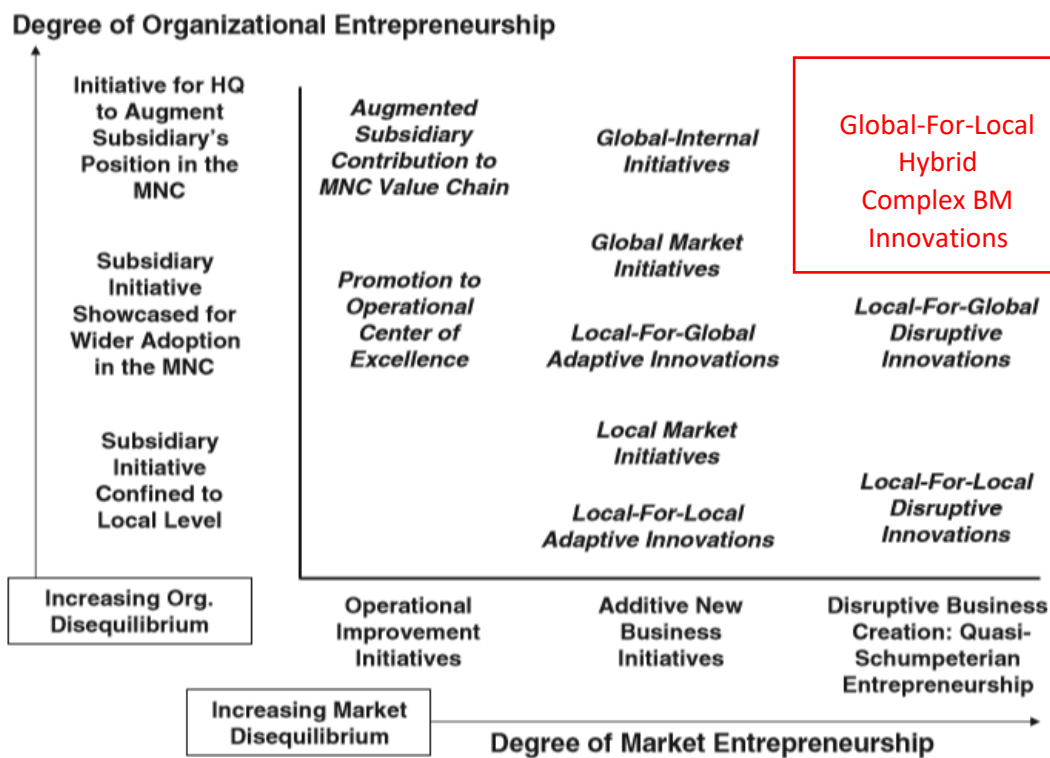 Degree of Organizational Entrepreneurship
Initiative for HQ
to Augment
Subsidiary's
Position in the
MNC
Augmented
Subsidiary
Contribution to
MNC Value Chain
Global-Internal
Initiatives
Global-For-Local
Hybrid
Complex BM
Innovations
Subsidiary
Initiative
Showcased for
Wider Adoption
in the MNC
Promotion to
Operational
Center of
Excellence
Global Market
Initiatives
Local-For-Global
Adaptive Innovations
Local-For-Global
Disruptive
Innovations
Subsidiary
Initiative
Confined to
Local Level
Local Market
Initiatives
Local-For-Local
Adaptive Innovations
Local-For-Local
Disruptive
Innovations
Increasing Org.
Disequilibrium
Operational
Improvement
Initiatives
Additive New
Business
Initiatives
Disruptive Business
Creation: Quasi-
Schumpeterian
Entrepreneurship
Increasing Market
Disequilibrium
Degree of Market Entrepreneurship